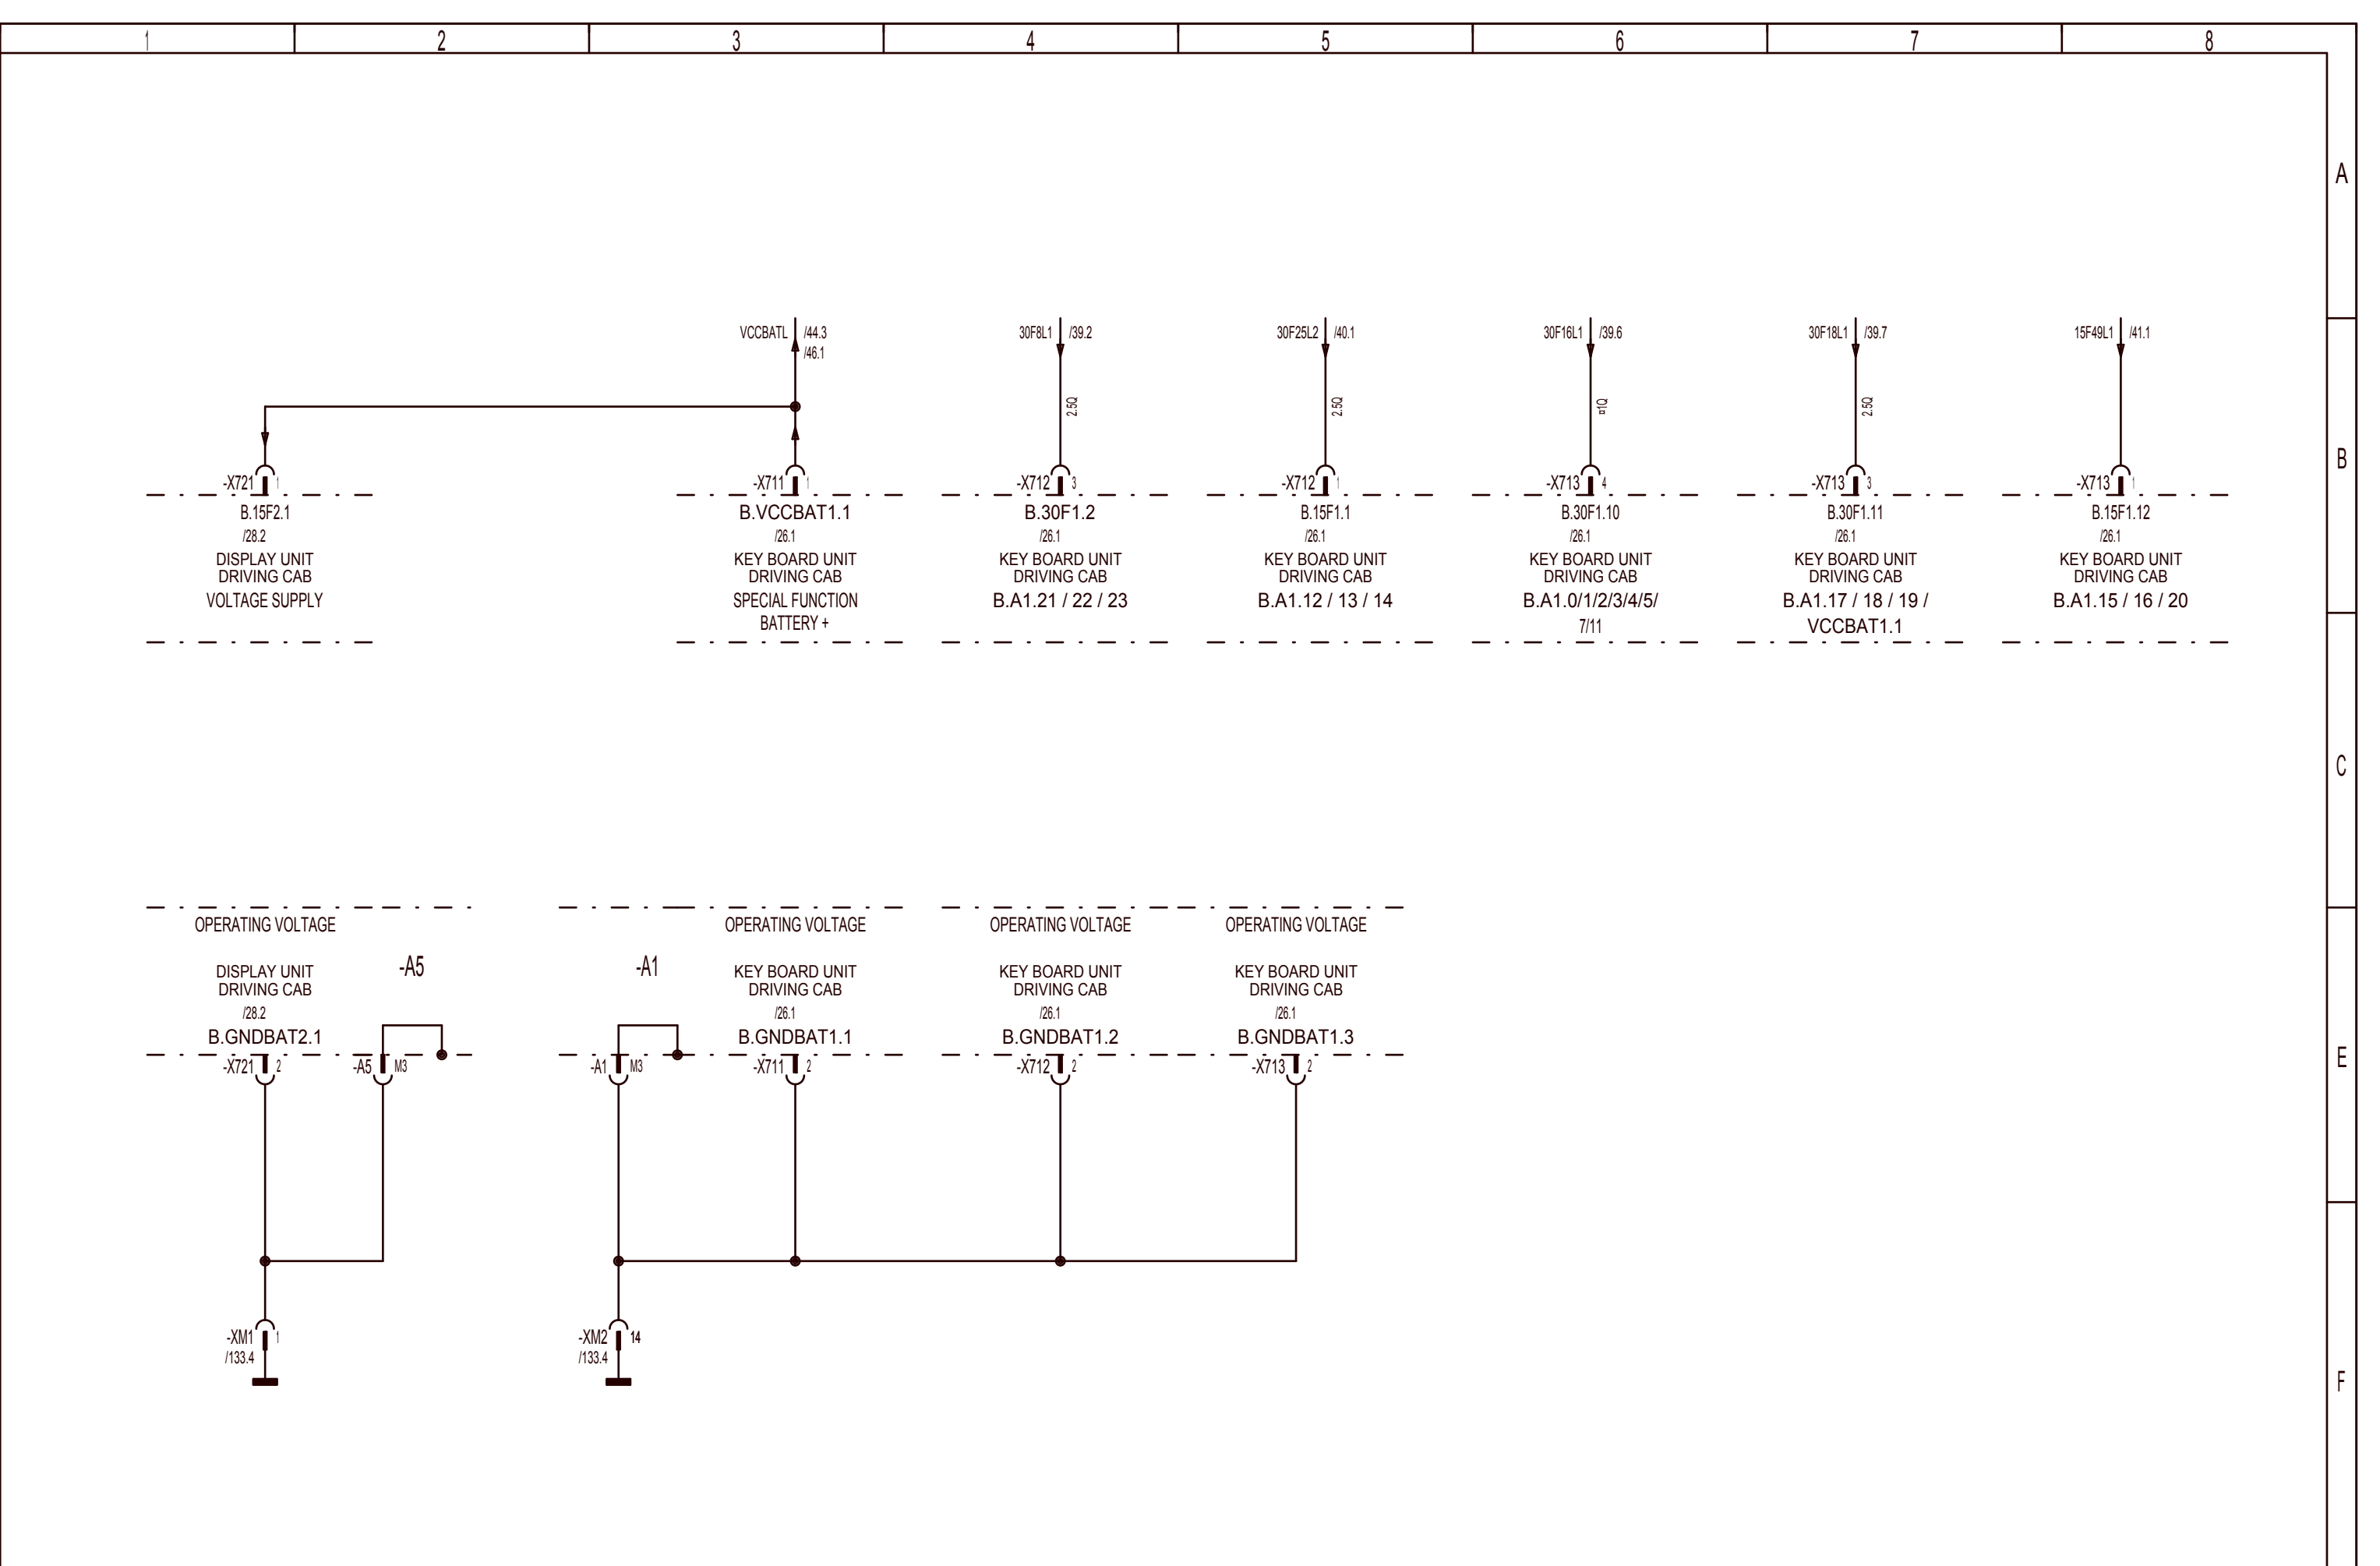 1 2 3 4 5 6 7 8
A
VCCBATL /44.3 30F8L1 /39.2 30F25L2 /40.1 30F16L1 /39.6 30F18L1 /39.7 15F49L1 /41.1
/46.1
2.5Q 2.5Q ¤1Q 2.5Q
B
-X721 1 -X711 1 -X712 3 -X712 1 -X713 4 -X713 3 -X713 1
B.15F2.1 B.VCCBAT1.1 B.30F1.2 B.15F1.1 B.30F1.10 B.30F1.11 B.15F1.12
/28.2 /26.1 /26.1 /26.1 /26.1 /26.1 /26.1
DISPLAY UNIT KEY BOARD UNIT KEY BOARD UNIT KEY BOARD UNIT KEY BOARD UNIT KEY BOARD UNIT KEY BOARD UNIT
DRIVING CAB DRIVING CAB DRIVING CAB DRIVING CAB DRIVING CAB DRIVING CAB DRIVING CAB
VOLTAGE SUPPLY SPECIAL FUNCTION B.A1.21 / 22 / 23 B.A1.12 / 13 / 14 B.A1.0/1/2/3/4/5/ B.A1.17 / 18 / 19 / B.A1.15 / 16 / 20
BATTERY + 7/11 VCCBAT1.1
C
OPERATING VOLTAGE OPERATING VOLTAGE OPERATING VOLTAGE OPERATING VOLTAGE
-A5 -A1
DISPLAY UNIT KEY BOARD UNIT KEY BOARD UNIT KEY BOARD UNIT
DRIVING CAB DRIVING CAB DRIVING CAB DRIVING CAB
/28.2 /26.1 /26.1 /26.1
B.GNDBAT2.1 B.GNDBAT1.1 B.GNDBAT1.2 B.GNDBAT1.3
E
-X721 2 -A5 M3 -A1 M3 -X711 2 -X712 2 -X713 2
-XM1 1 -XM2 14
/133.4 /133.4
F